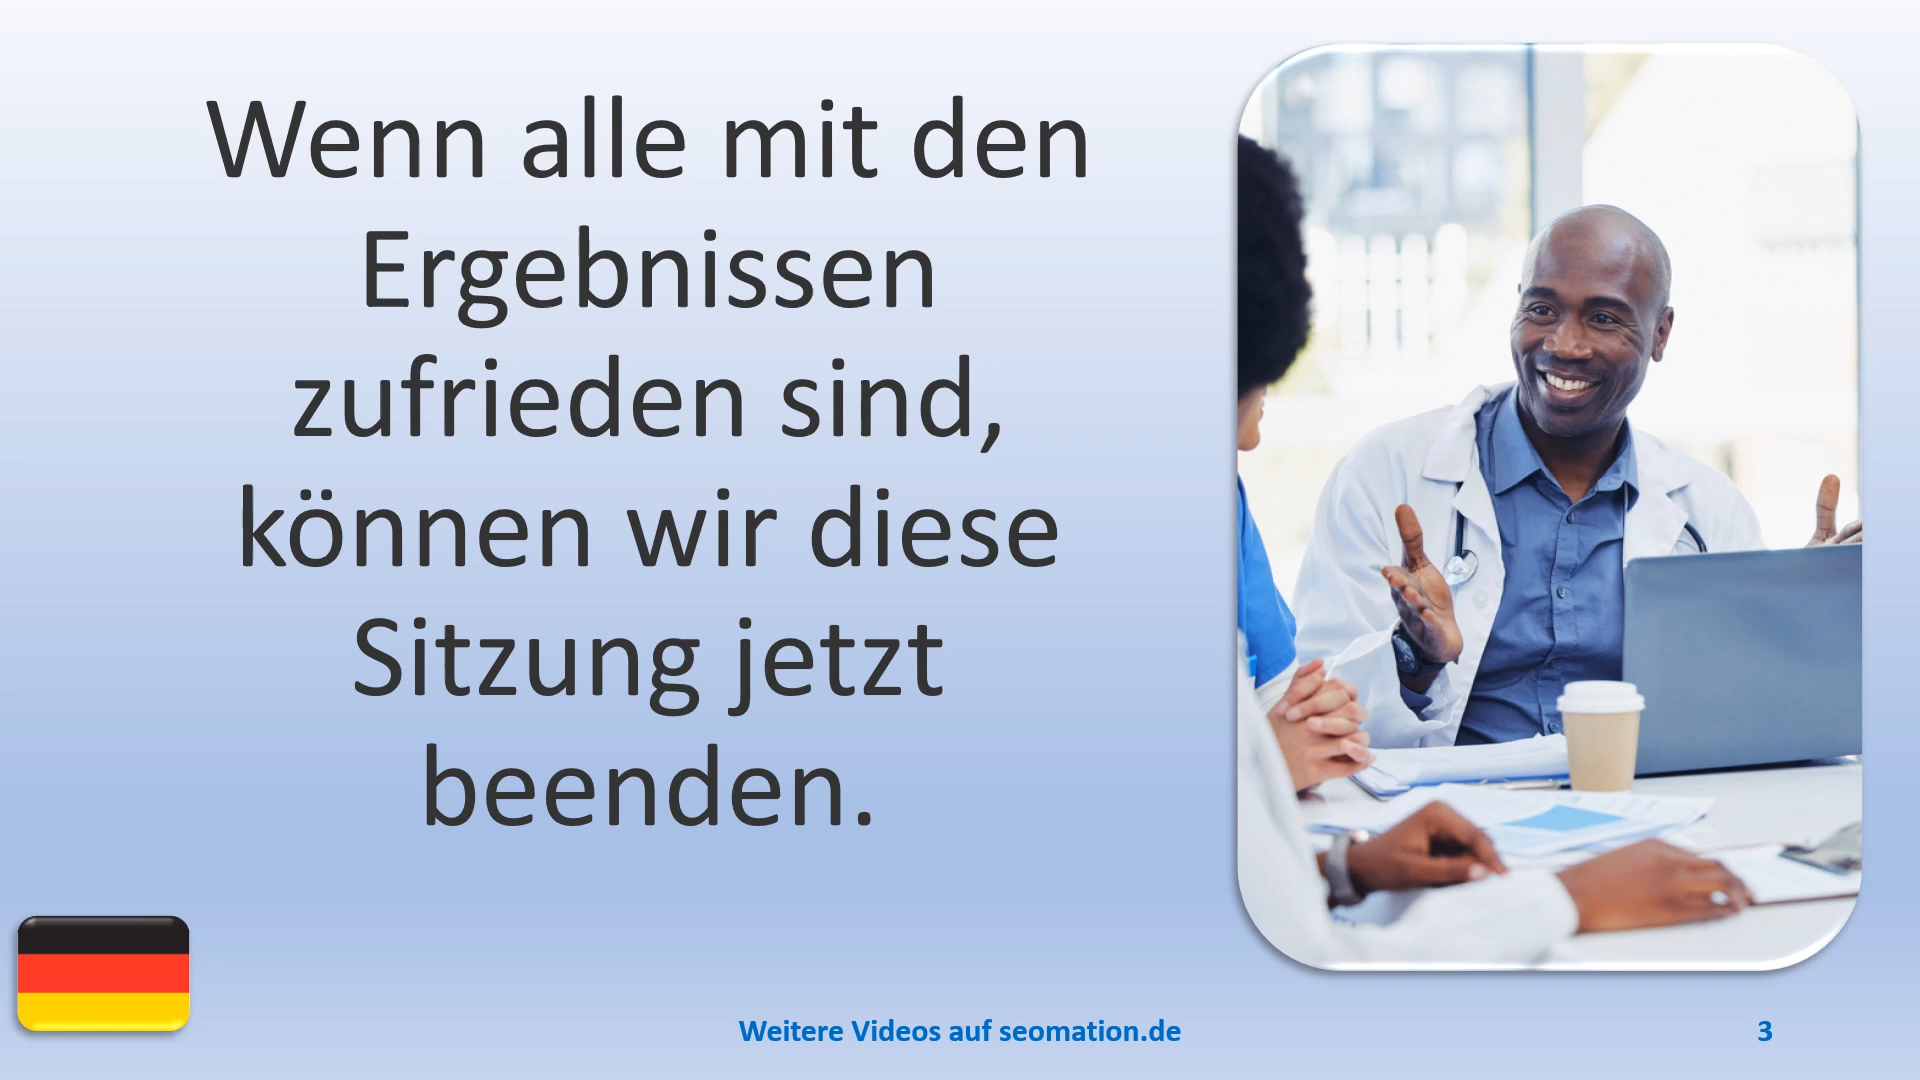 Wenn alle mit den
Ergebnissen
zufrieden sind,
können wir diese
Sitzung jetzt
beenden.
Weitere Videos auf seomation.de
3